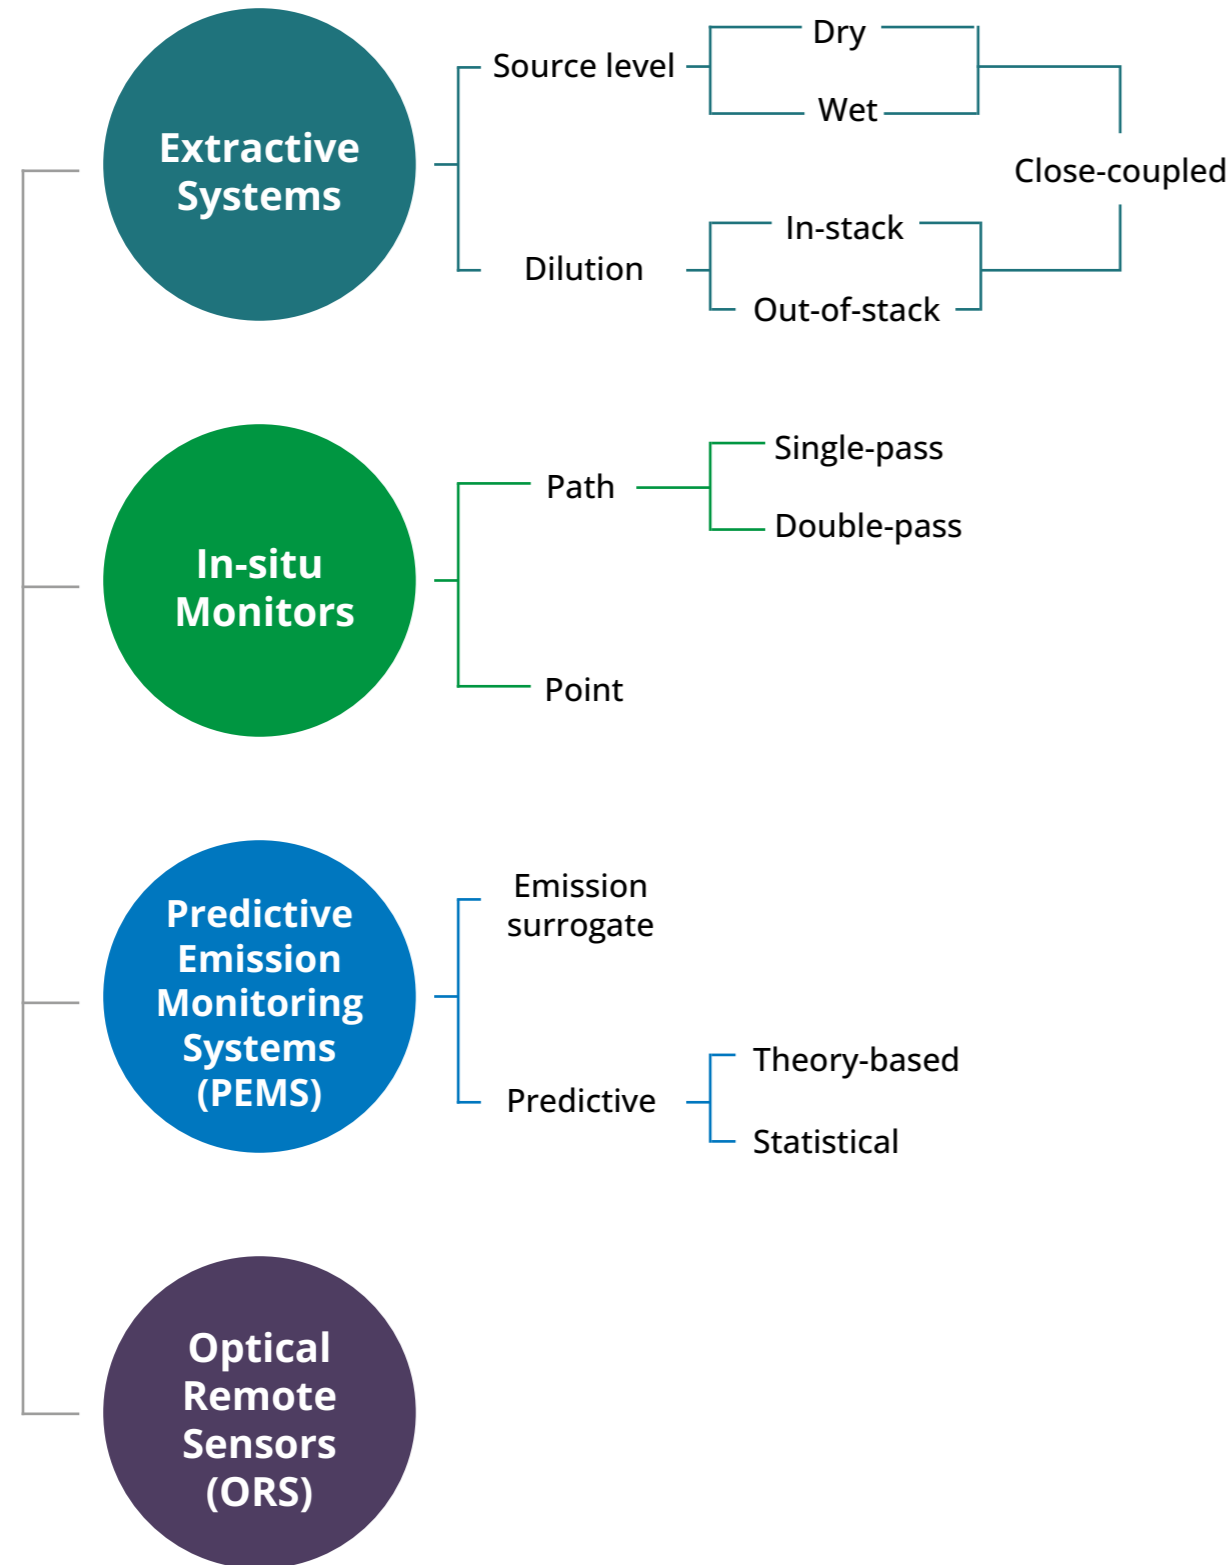 Extractive
Systems
Source level
Dry
Wet
Close-coupled
Dilution
In-stack
Out-of-stack
In-situ
Monitors
Path
Single-pass
Double-pass
Point
Predictive
Emission
Monitoring
Systems
(PEMS)
Emission
surrogate
Predictive
Theory-based
Statistical
Optical
Remote
Sensors
(ORS)